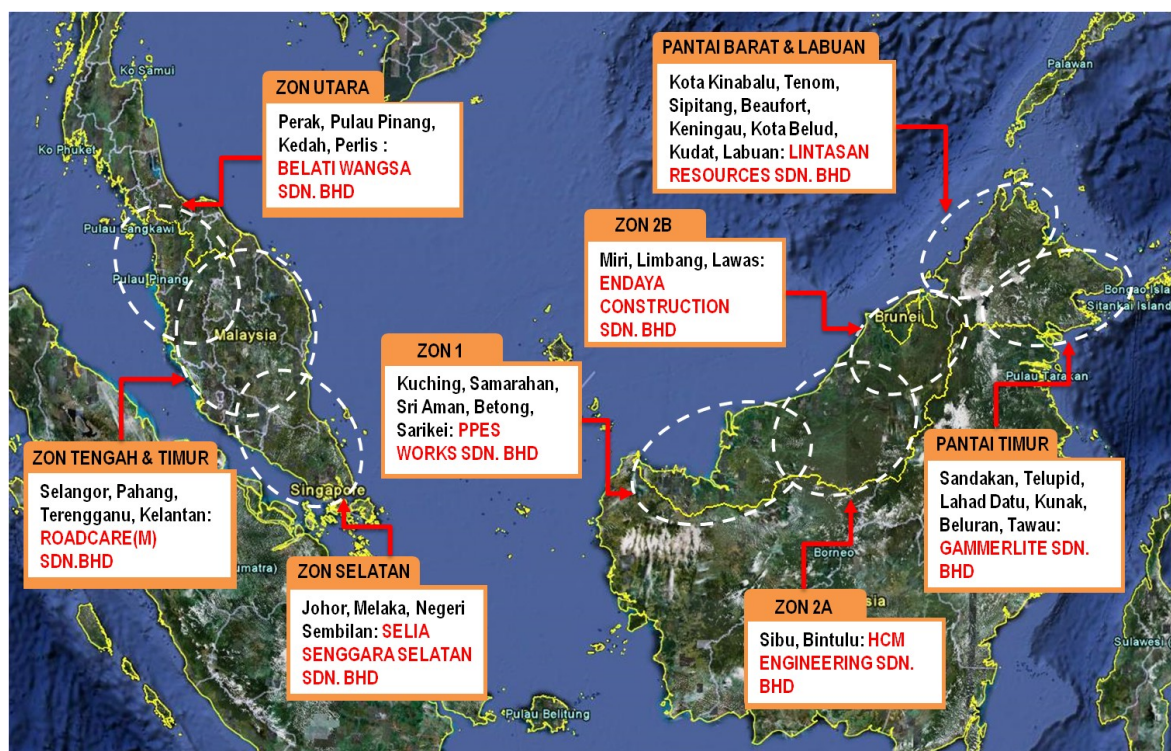 Ko Samui
Palawan
Ko Phuket
Pulau Langkawi
Pulau Pinang
Malaysia
Singapore
Brunei
Bongao Isla
Sitankai Island
Pulau Tarakan
Borneo
Pulau Belitung
umatra)
sia
Sulawesi (
ZON UTARA
Perak, Pulau Pinang,
Kedah, Perlis :
BELATI WANGSA
SDN. BHD
PANTAI BARAT & LABUAN
Kota Kinabalu, Tenom,
Sipitang, Beaufort,
Keningau, Kota Belud,
Kudat, Labuan: LINTASAN
RESOURCES SDN. BHD
ZON 2B
Miri, Limbang, Lawas:
ENDAYA
CONSTRUCTION
SDN. BHD
ZON 1
Kuching, Samarahan,
Sri Aman, Betong,
Sarikei: PPES
WORKS SDN. BHD
ZON TENGAH & TIMUR
Selangor, Pahang,
Terengganu, Kelantan:
ROADCARE(M)
SDN.BHD
PANTAI TIMUR
Sandakan, Telupid,
Lahad Datu, Kunak,
Beluran, Tawau:
GAMMERLITE SDN.
BHD
ZON SELATAN
Johor, Melaka, Negeri
Sembilan: SELIA
SENGGARA SELATAN
SDN. BHD
ZON 2A
Sibu, Bintulu: HCM
ENGINEERING SDN.
BHD